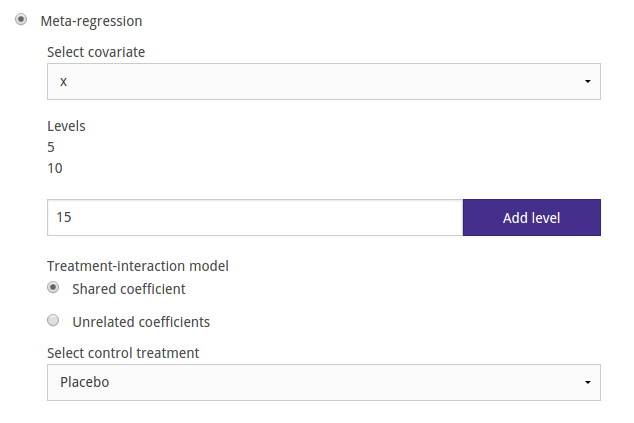 Meta-regression
Select covariate
x
Levels
5
10
15
Add level
Treatment-interaction model
Shared coefficient
Unrelated coefficients
Select control treatment
Placebo